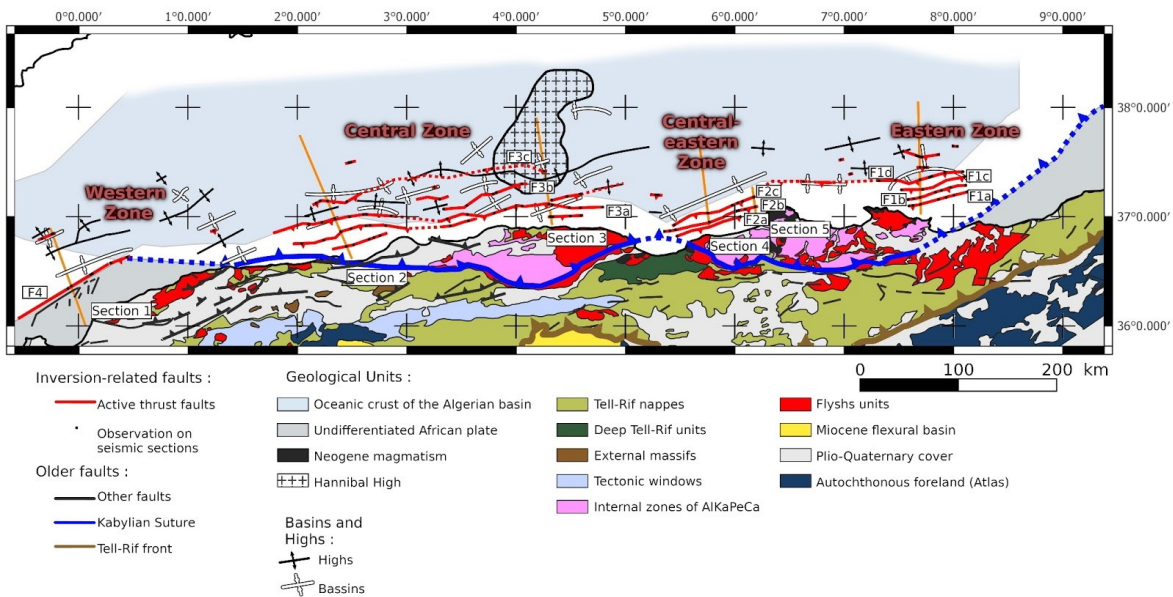 0°0.000' 1°0.000' 2°0.000' 3°0.000' 4°0.000' 5°0.000' 6°0.000' 7°0.000' 8°0.000' 9°0.000'
38°0.000'
37°0.000'
36°0.000'
Western
Zone
Central Zone
Central-
eastern
Zone
Eastern Zone
F3c
F3b
F3a
F2c
F2b
F2a
F1d
F1c
F1b
F1a
F4
Section 1
Section 2
Section 3
Section 4
Section 5
0 100 200 km
Inversion-related faults :
Active thrust faults
Observation on
seismic sections
Older faults :
Other faults
Kabylian Suture
Tell-Rif front
Geological Units :
Oceanic crust of the Algerian basin
Undifferentiated African plate
Neogene magmatism
Hannibal High
Basins and
Highs :
Highs
Bassins
Tell-Rif nappes
Deep Tell-Rif units
External massifs
Tectonic windows
Internal zones of AlKaPeCa
Flyshs units
Miocene flexural basin
Plio-Quaternary cover
Autochthonous foreland (Atlas)